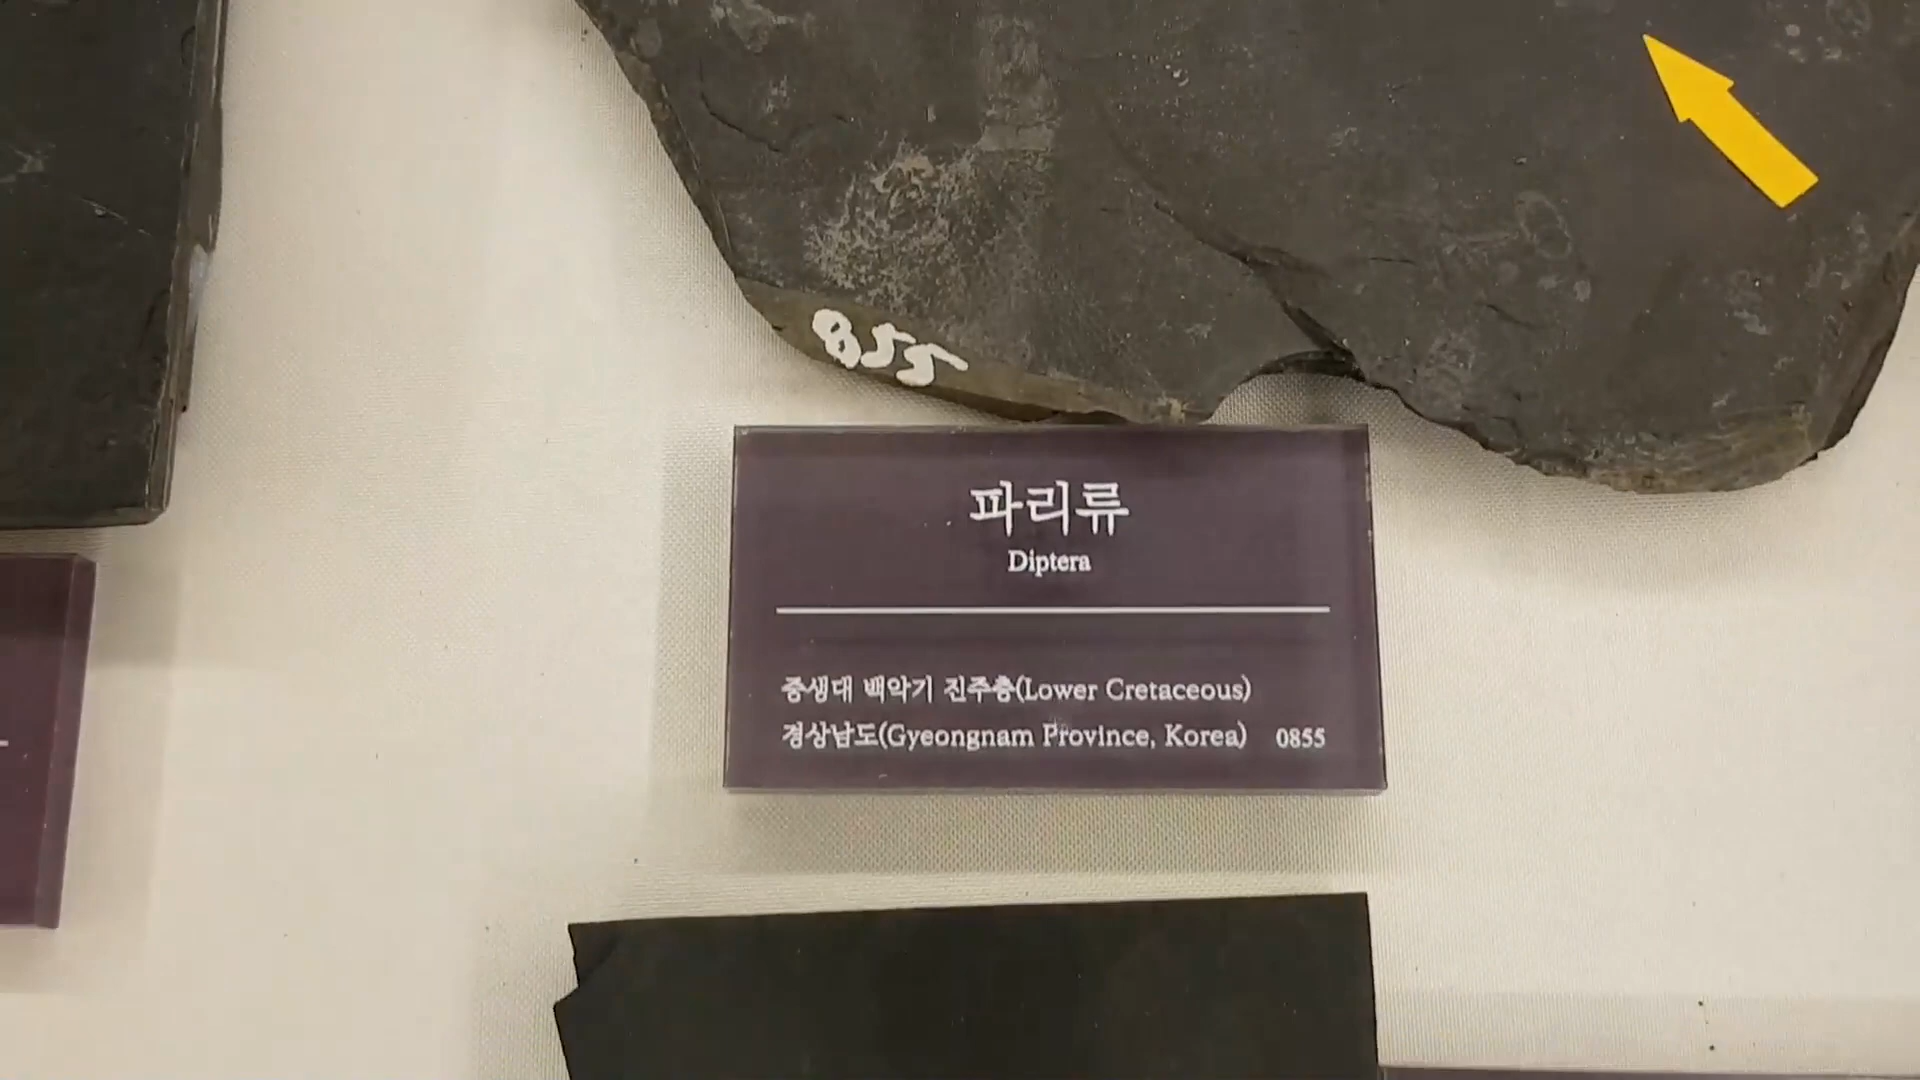 855
파리류
Diptera
중생대 백악기 진주층(Lower Cretaceous)
경상남도(Gyeongnam Province, Korea) 0855